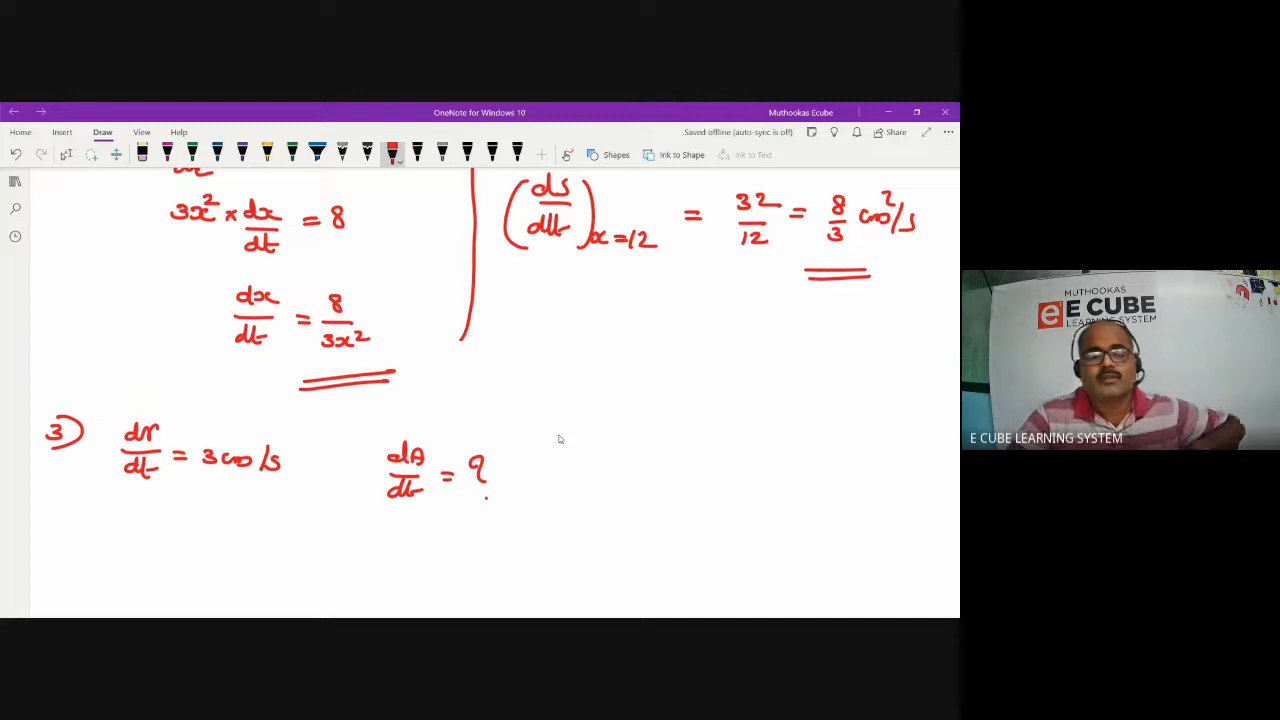 OneNote for Windows 10
Muthookas Ecube
Home Insert Draw View Help
Saved offline (auto-sync is off)
Share
Shapes
Ink to Shape
Ink to Text
3x² × dx/dt = 8
dx/dt = 8/3x²
(ds/dt) x=12 = 32/12 = 8/3 cm²/s
3) dr/dt = 3cm/s dA/dt = ?
MUTHOOKAS
E CUBE
LEARNING SYSTEM
E CUBE LEARNING SYSTEM